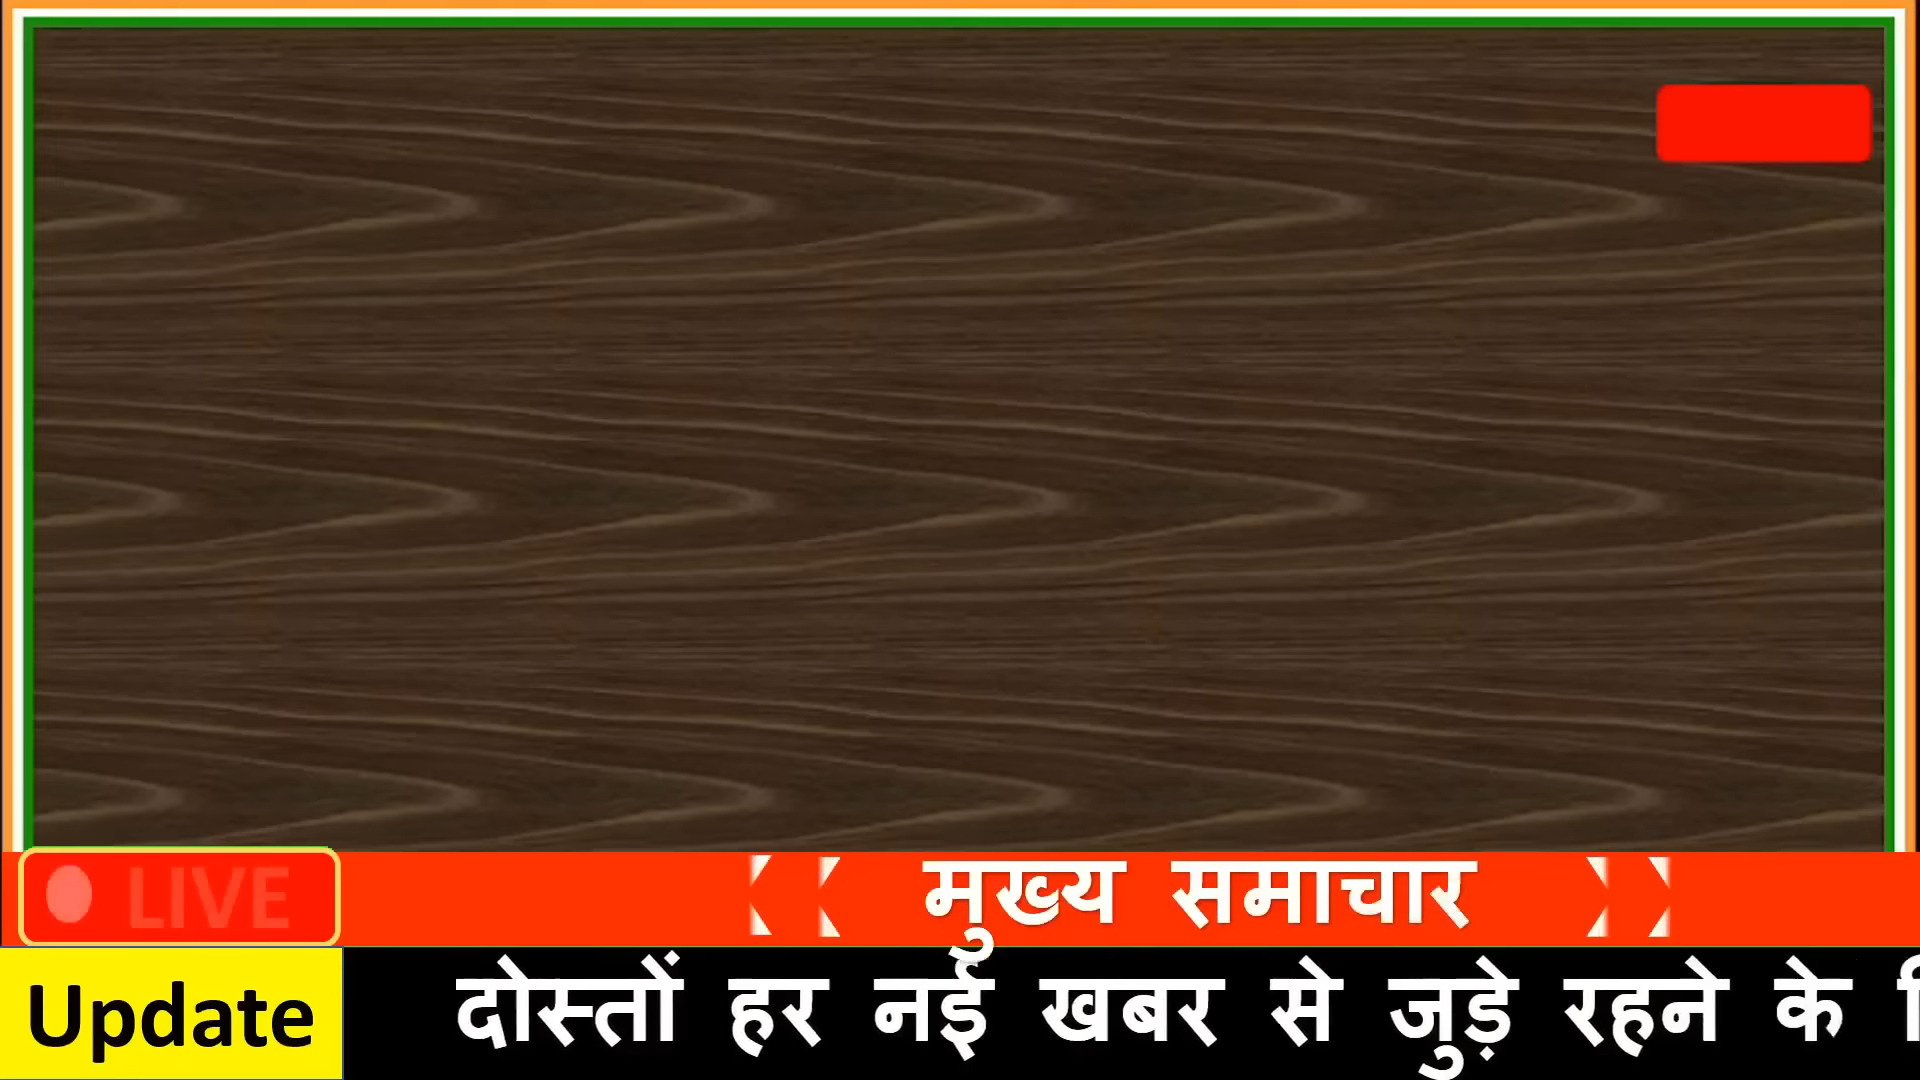 LIVE
मुख्य समाचार
Update
दोस्तों हर नई खबर से जुड़े रहने के